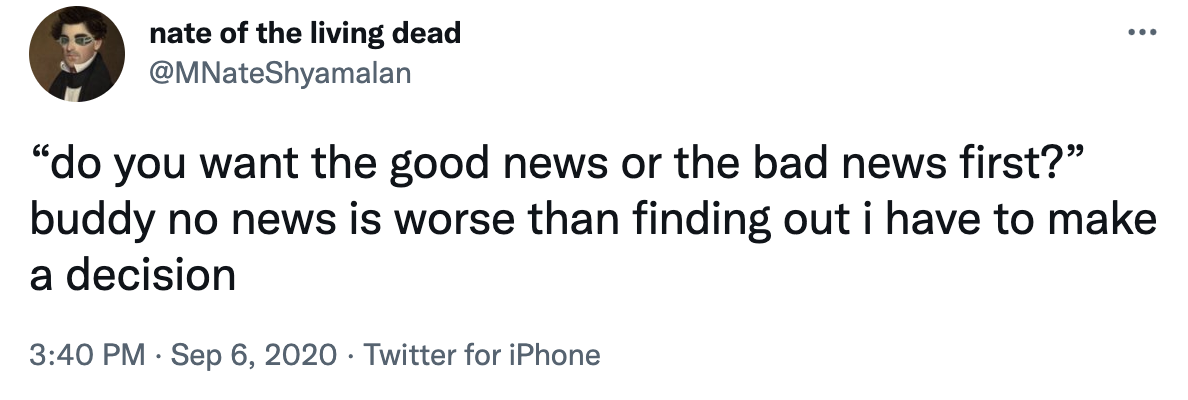 nate of the living dead
@MNateShyamalan
“do you want the good news or the bad news first?”
buddy no news is worse than finding out i have to make
a decision
3:40 PM · Sep 6, 2020 · Twitter for iPhone